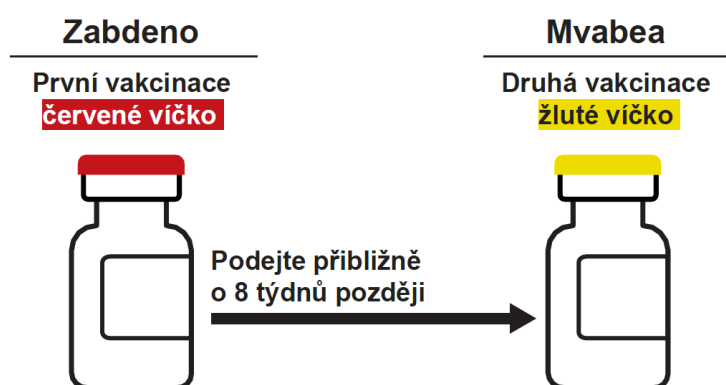 Zabdeno
První vakcinace
červené víčko
Mvabea
Druhá vakcinace
žluté víčko
Podejte přibližně
o 8 týdnů později